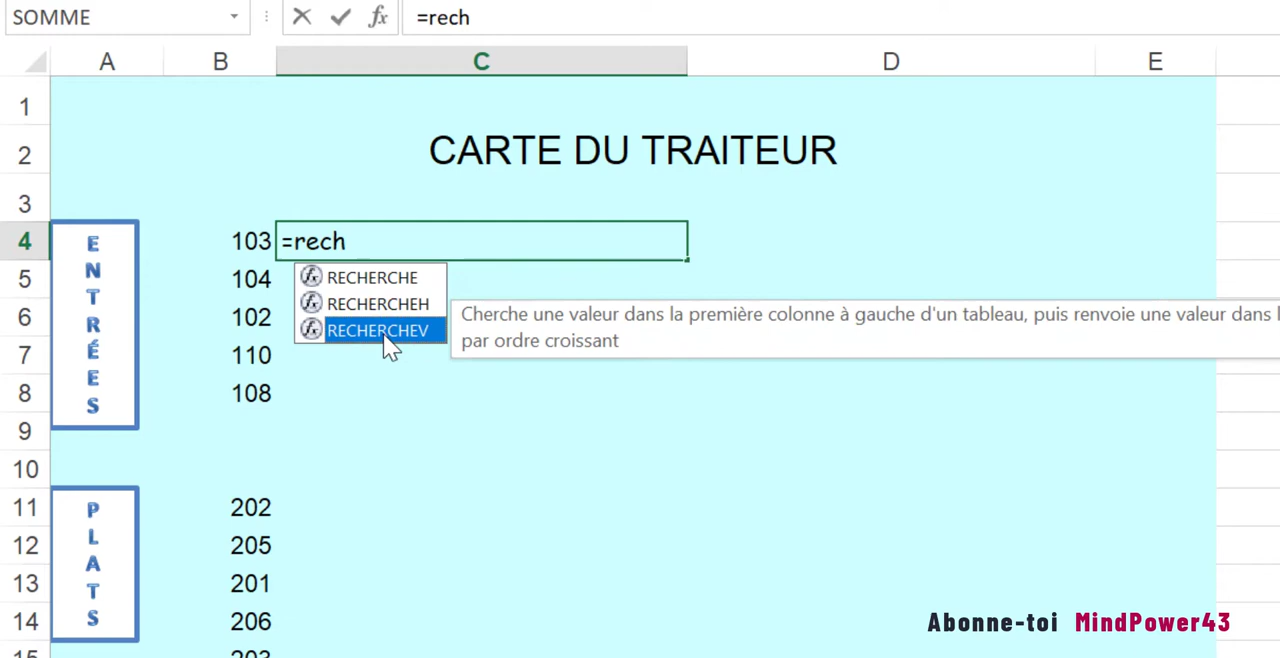 SOMME
fx
=rech
A B C D E
1
2 CARTE DU TRAITEUR
3
4 103 =rech
5 104
6 102
7 110
8 108
9
10
11 202
12 205
13 201
14 206
ENTRÉES
RECHERCHE
RECHERCHEH
RECHERCHEV
Cherche une valeur dans la première colonne à gauche d'un tableau, puis renvoie une valeur dans
par ordre croissant
PLATS
Abonne-toi MindPower43